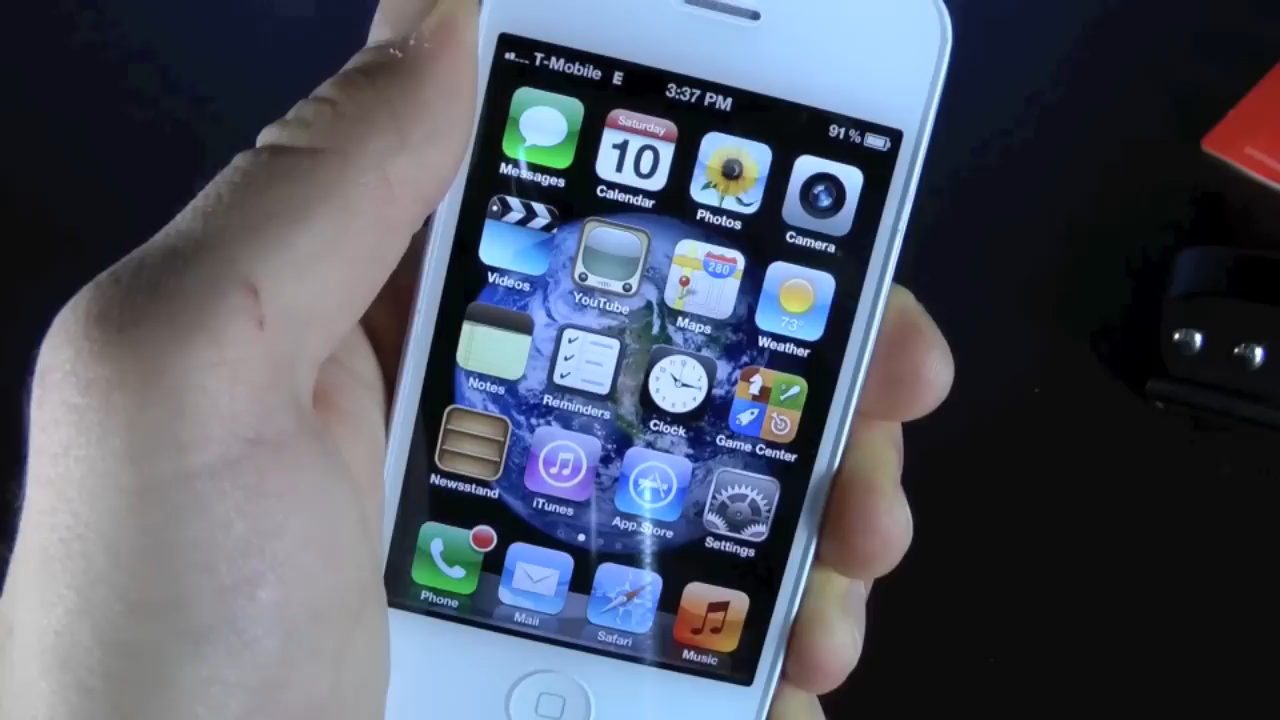 T-Mobile E 3:37 PM 91%
Saturday
10
280
73°
Messages Calendar Photos Camera
Videos YouTube Maps Weather
Notes Reminders Clock Game Center
Newsstand iTunes App Store Settings
Phone Mail Safari Music